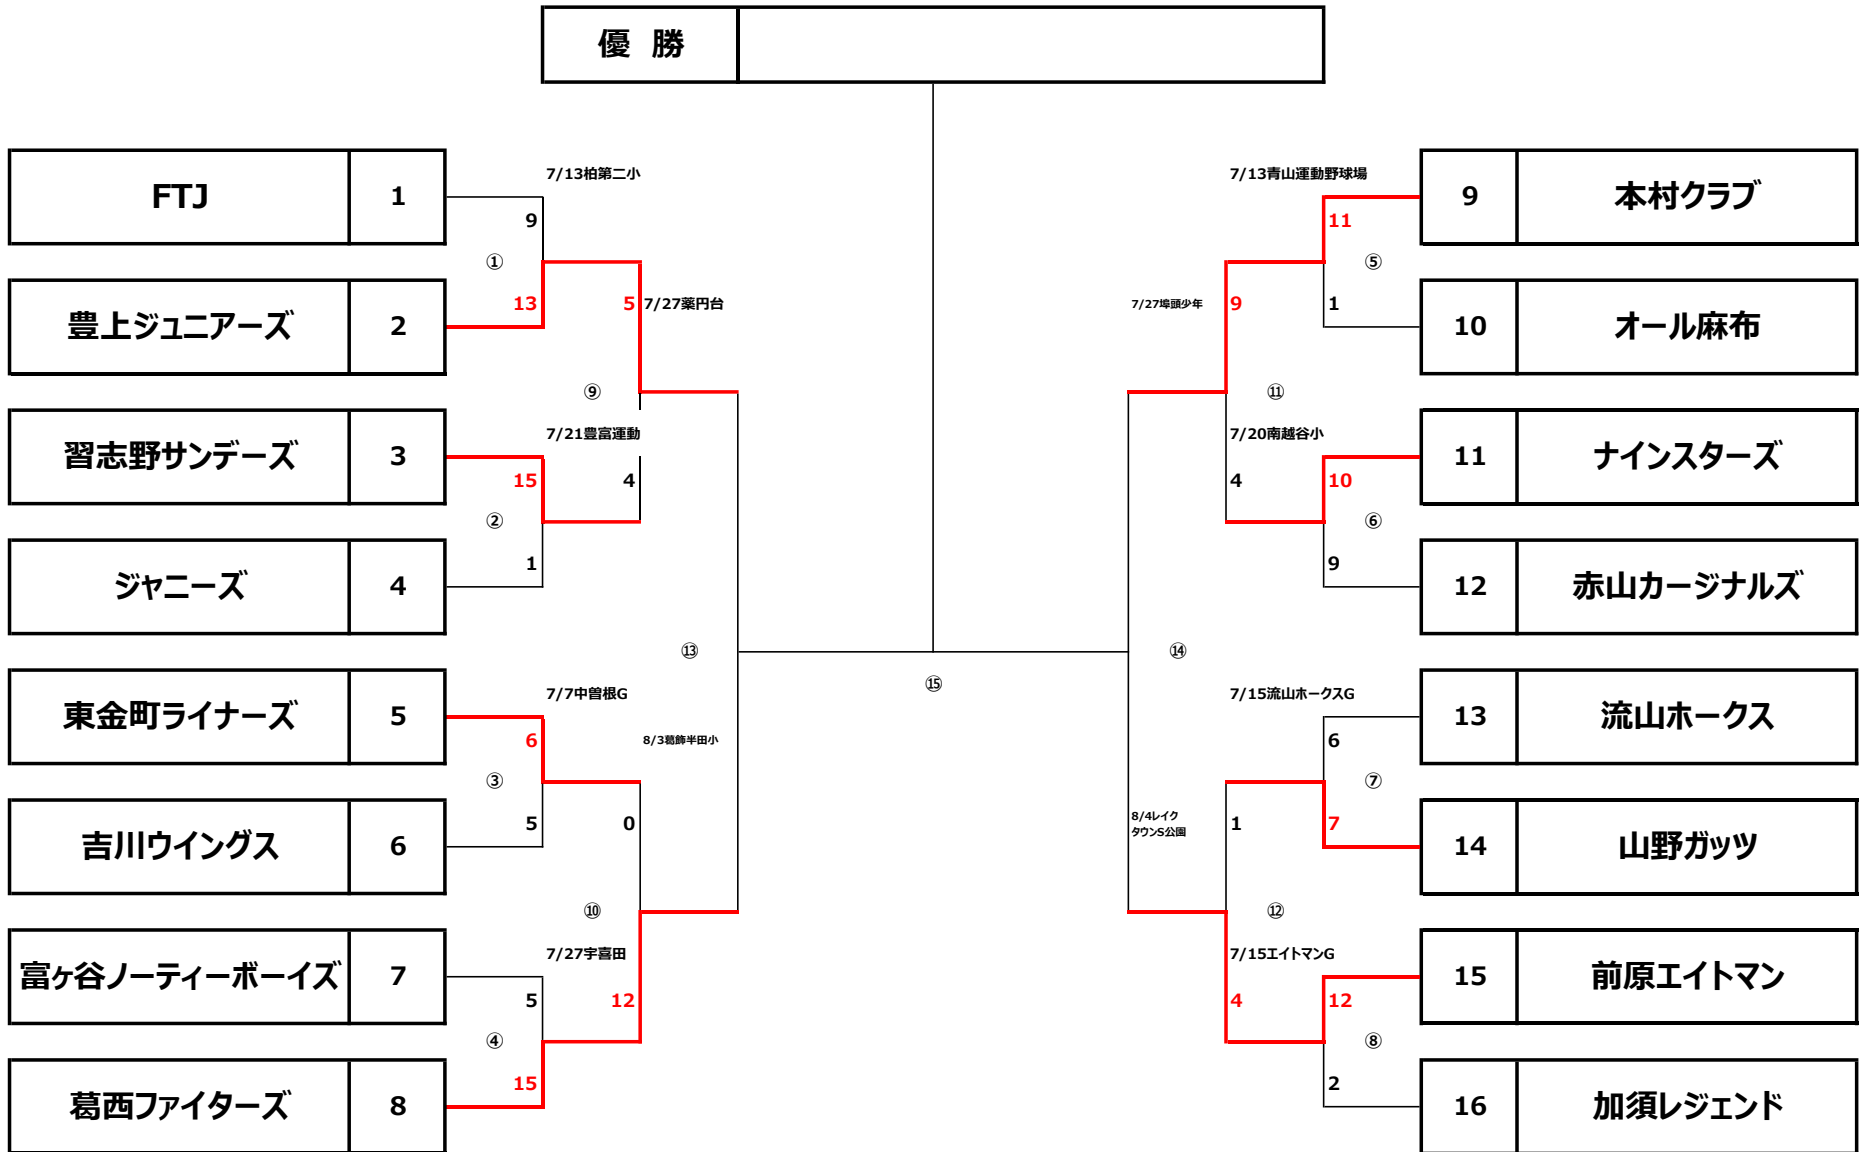 優 勝
7/13柏第二小
7/13青山運動野球場
FTJ 1
9 本村クラブ
9
11
①
⑤
豊上ジュニアーズ 2
13
5 7/27薬円台
7/27埠頭少年
9
1
10 オール麻布
⑨
⑪
7/21豊富運動
7/20南越谷小
習志野サンデーズ 3
11 ナインスターズ
15
4
4
10
②
⑥
ジャニーズ 4
1
9
12 赤山カージナルズ
⑬
⑭
⑮
7/7中曽根G
7/15流山ホークスG
東金町ライナーズ 5
13 流山ホークス
6
8/3葛飾半田小
6
③
⑦
吉川ウイングス 6
5
0
8/4レイク
タウンS公園
1
7
14 山野ガッツ
⑩
⑫
7/27宇喜田
7/15エイトマンG
富ヶ谷ノーティーボーイズ 7
15 前原エイトマン
5
12
4
12
④
⑧
葛西ファイターズ 8
15
2
16 加須レジェンド